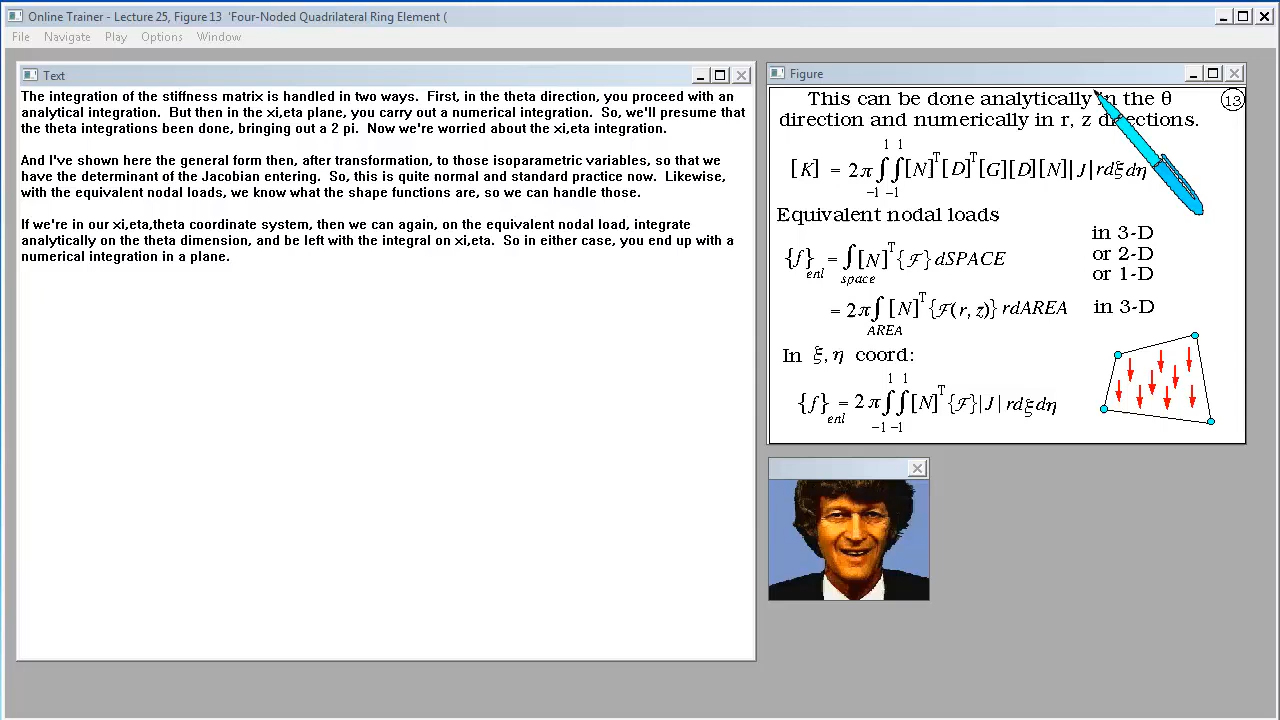 Online Trainer - Lecture 25, Figure 13 'Four-Noded Quadrilateral Ring Element (
File Navigate Play Options Window
Text
The integration of the stiffness matrix is handled in two ways. First, in the theta direction, you proceed with an
analytical integration. But then in the xi,eta plane, you carry out a numerical integration. So, we'll presume that
the theta integrations been done, bringing out a 2 pi. Now we're worried about the xi,eta integration.
And I've shown here the general form then, after transformation, to those isoparametric variables, so that we
have the determinant of the Jacobian entering. So, this is quite normal and standard practice now. Likewise,
with the equivalent nodal loads, we know what the shape functions are, so we can handle those.
If we're in our xi,eta,theta coordinate system, then we can again, on the equivalent nodal load, integrate
analytically on the theta dimension, and be left with the integral on xi,eta. So in either case, you end up with a
numerical integration in a plane.
Figure
This can be done analytically in the θ
13
direction and numerically in r, z directions.
[K] = 2π ∫₋₁¹ ∫₋₁¹ [N]ᵀ [D]ᵀ [G] [D] [N] |J| r dξ dη
Equivalent nodal loads
{f}enl = ∫space [N]ᵀ {ℱ} dSPACE
in 3-D
or 2-D
or 1-D
= 2π ∫AREA [N]ᵀ {ℱ(r, z)} rdAREA in 3-D
In ξ, η coord:
{f}enl = 2π ∫₋₁¹ ∫₋₁¹ [N]ᵀ {ℱ} |J| r dξ dη